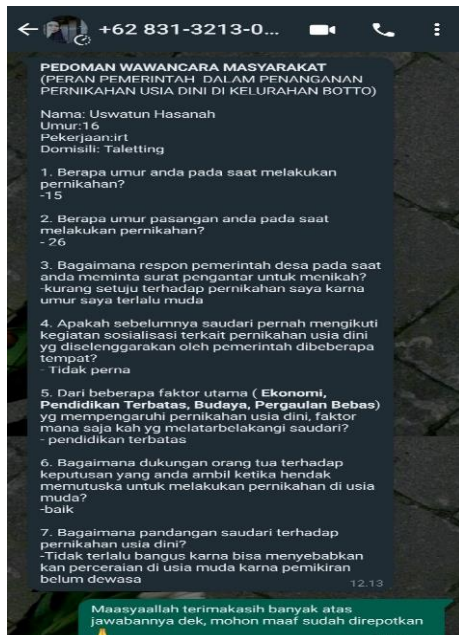 +62 831-3213-0...
PEDOMAN WAWANCARA MASYARAKAT
(PERAN PEMERINTAH DALAM PENANGANAN
PERNIKAHAN USIA DINI DI KELURAHAN BOTTO)
Nama: Uswatun Hasanah
Umur:16
Pekerjaan:irt
Domisili: Taletting
1. Berapa umur anda pada saat melakukan
pernikahan?
-15
2. Berapa umur pasangan anda pada saat
melakukan pernikahan?
- 26
3. Bagaimana respon pemerintah desa pada saat
anda meminta surat pengantar untuk menikah?
-kurang setuju terhadap pernikahan saya karna
umur saya terlalu muda
4. Apakah sebelumnya saudari pernah mengikuti
kegiatan sosialisasi terkait pernikahan usia dini
yg diselenggarakan oleh pemerintah dibeberapa
tempat?
- Tidak perna
5. Dari beberapa faktor utama ( Ekonomi,
Pendidikan Terbatas, Budaya, Pergaulan Bebas)
yg mempengaruhi pernikahan usia dini, faktor
mana saja kah yg melatarbelakangi saudari?
- pendidikan terbatas
6. Bagaimana dukungan orang tua terhadap
keputusan yang anda ambil ketika hendak
memutuska untuk melakukan pernikahan di usia
muda?
-baik
7. Bagaimana pandangan saudari terhadap
pernikahan usia dini?
-Tidak terlalu bangus karna bisa menyebabkan
kan perceraian di usia muda karna pemikiran
belum dewasa
12.13
Maasyaallah terimakasih banyak atas
jawabannya dek, mohon maaf sudah direpotkan